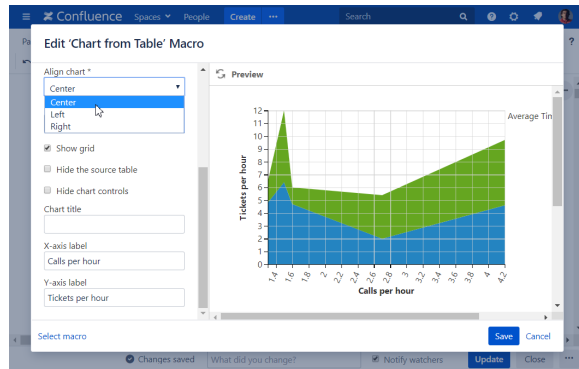 Confluence Spaces People Create ··· Search
Pa
Edit 'Chart from Table' Macro
?
Align chart *
Center
Center
Left
Right
Show grid
Hide the source table
Hide chart controls
Chart title
X-axis label
Calls per hour
Y-axis label
Tickets per hour
Preview
Average Tim
12
11
10
9
8
7
6
5
4
3
2
1
0
Tickets per hour
1.4 1.6 1.8 2 2.2 2.4 2.6 2.8 3 3.2 3.4 3.6 3.8 4 4.2
Calls per hour
Select macro
Save Cancel
Changes saved What did you change? Notify watchers Update Close ···